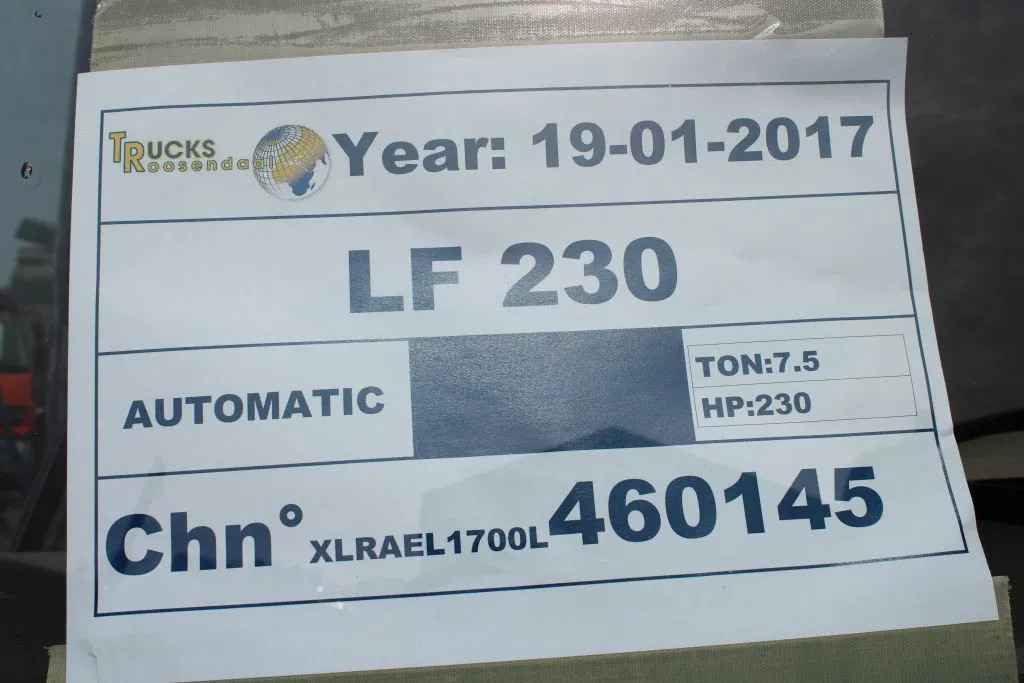 TRUCKS
Roosendaal
Year: 19-01-2017
LF 230
AUTOMATIC
TON:7.5
HP:230
Chn° XLRAEL1700L460145